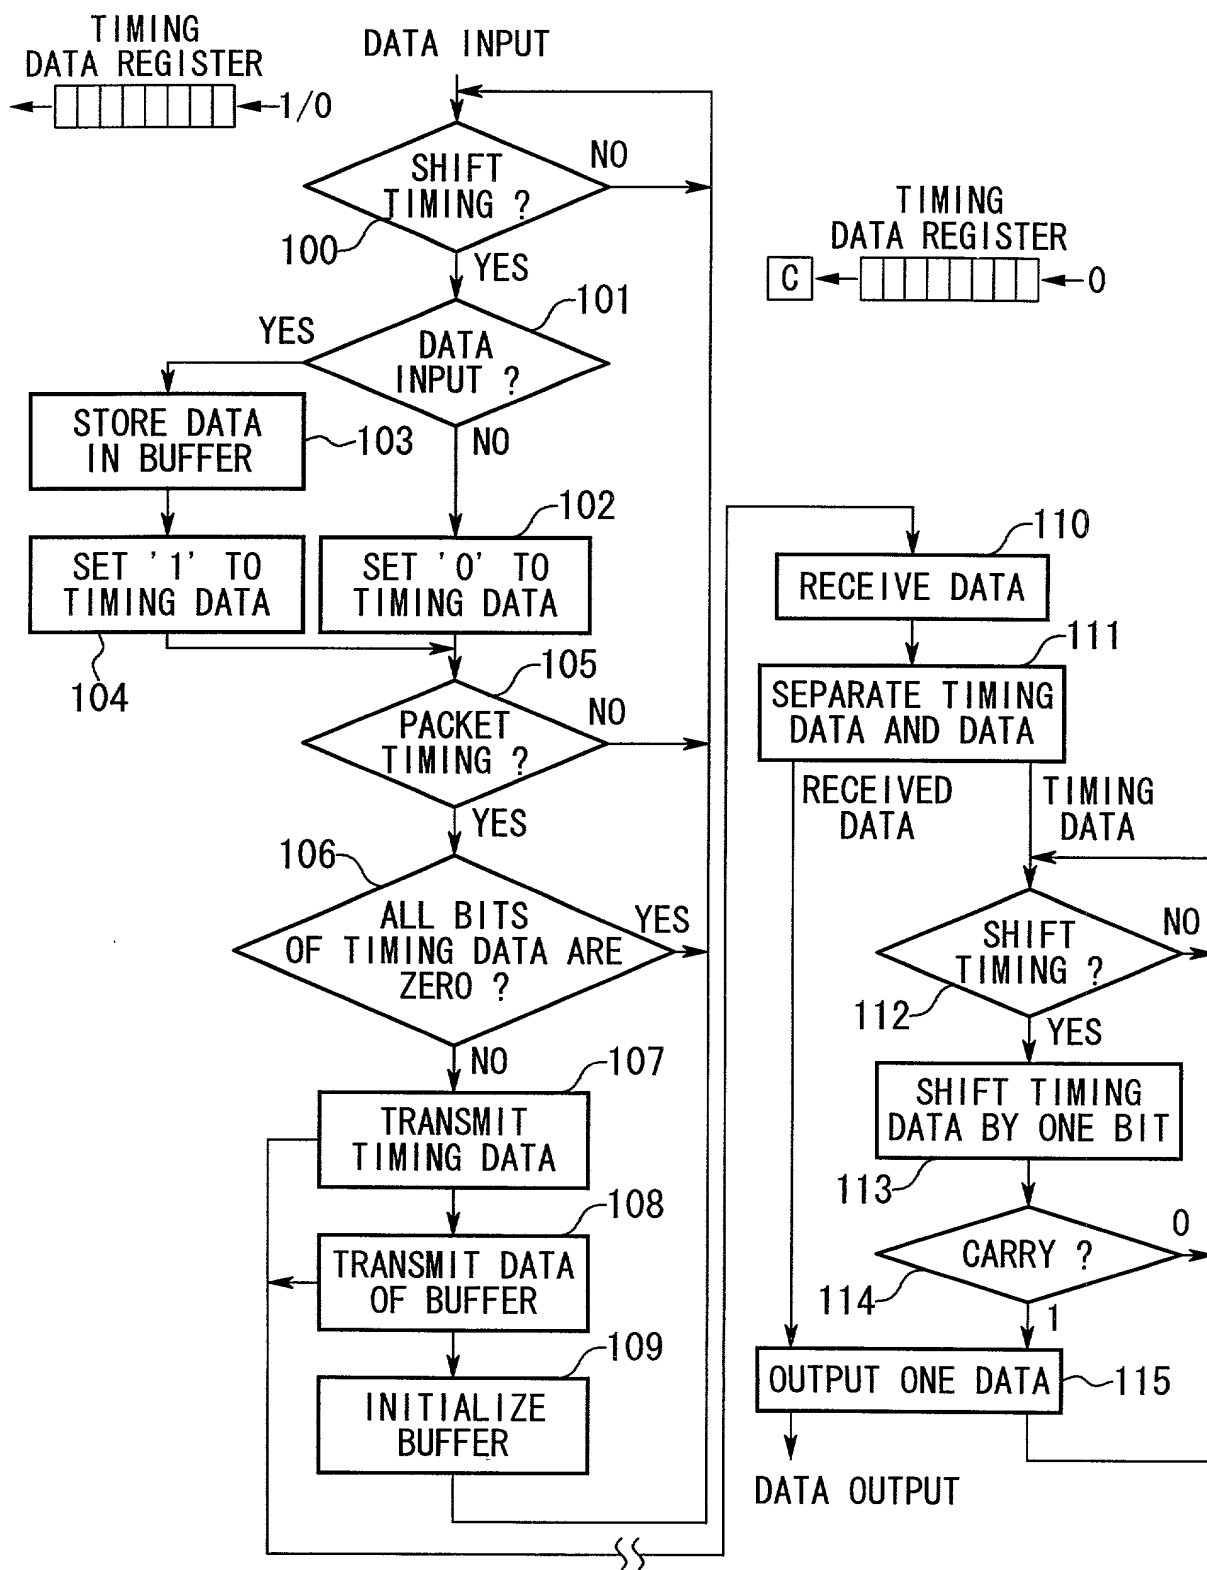 TIMING
DATA REGISTER
1/0
DATA INPUT
SHIFT
TIMING ?
NO
100
YES
101
DATA
INPUT ?
YES
NO
STORE DATA
IN BUFFER
103
SET '1' TO
TIMING DATA
104
102
SET '0' TO
TIMING DATA
105
PACKET
TIMING ?
NO
YES
106
ALL BITS
OF TIMING DATA ARE
ZERO ?
YES
NO
107
TRANSMIT
TIMING DATA
108
TRANSMIT DATA
OF BUFFER
109
INITIALIZE
BUFFER
TIMING
DATA REGISTER
C
0
110
RECEIVE DATA
111
SEPARATE TIMING
DATA AND DATA
RECEIVED
DATA
TIMING
DATA
SHIFT
TIMING ?
NO
112
YES
SHIFT TIMING
DATA BY ONE BIT
113
CARRY ?
0
114
1
OUTPUT ONE DATA
115
DATA OUTPUT